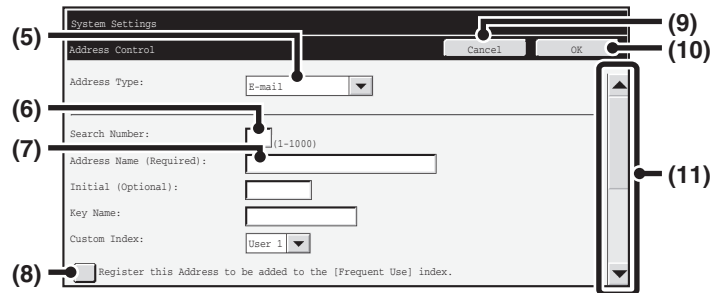 System Settings
(9)
(5)
Address Control
Cancel
OK
(10)
Address Type:
E-mail
(6)
Search Number:
(1-1000)
(7)
Address Name (Required):
(11)
Initial (Optional):
Key Name:
Custom Index:
User 1
(8)
Register this Address to be added to the [Frequent Use] index.